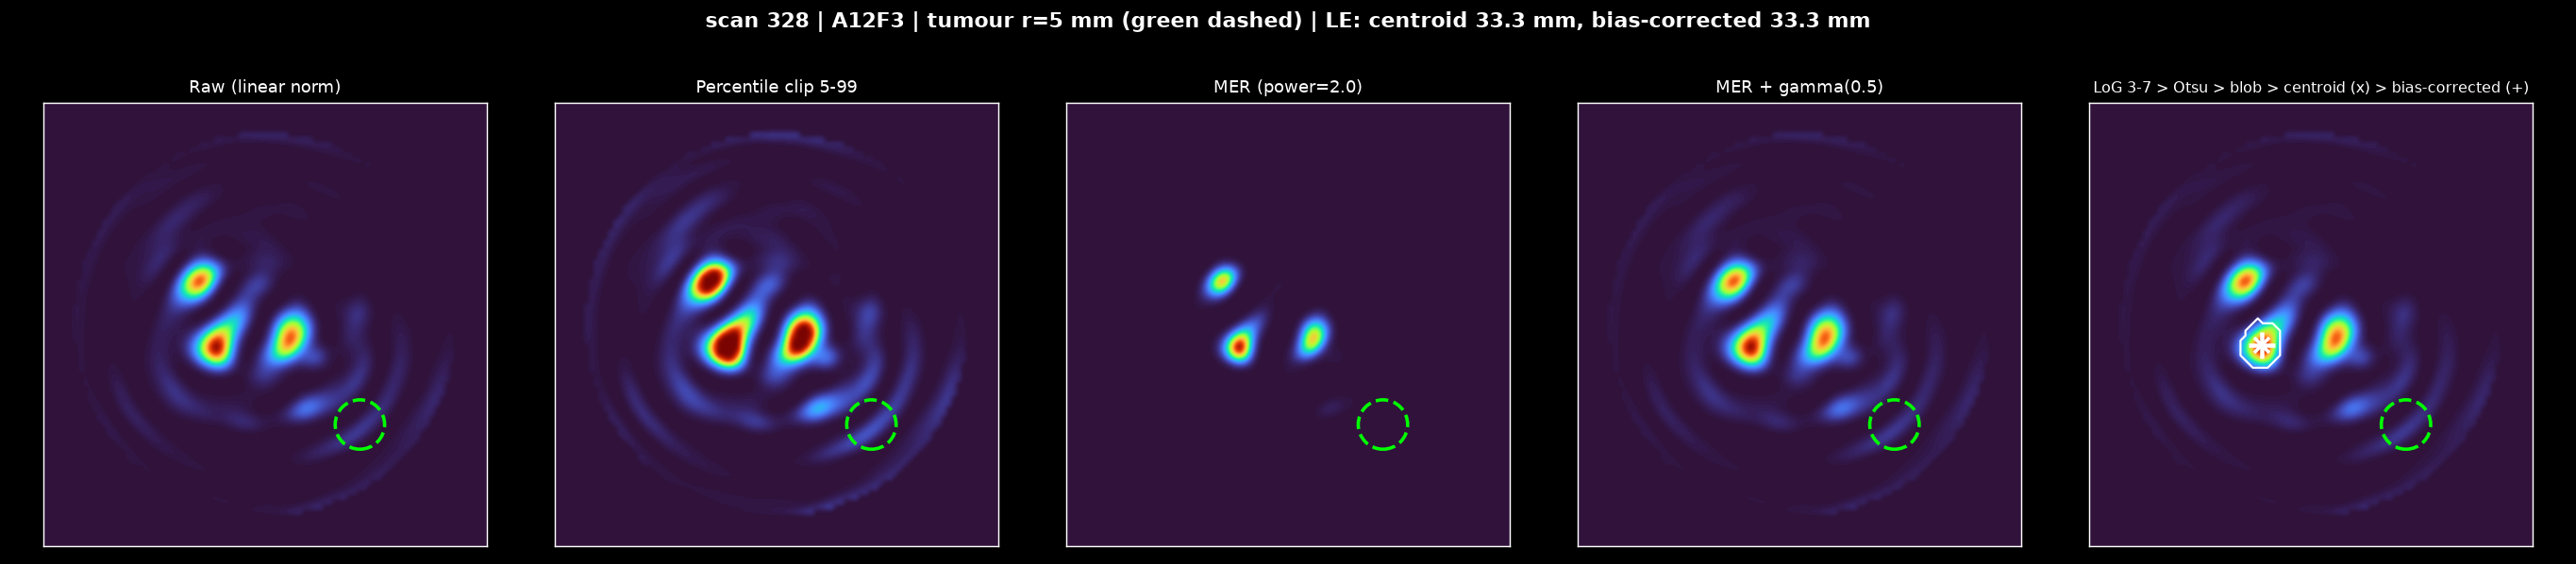 scan 328 | A12F3 | tumour r=5 mm (green dashed) | LE: centroid 33.3 mm, bias-corrected 33.3 mm
Raw (linear norm)
Percentile clip 5-99
MER (power=2.0)
MER + gamma(0.5)
LoG 3-7 > Otsu > blob > centroid (x) > bias-corrected (+)